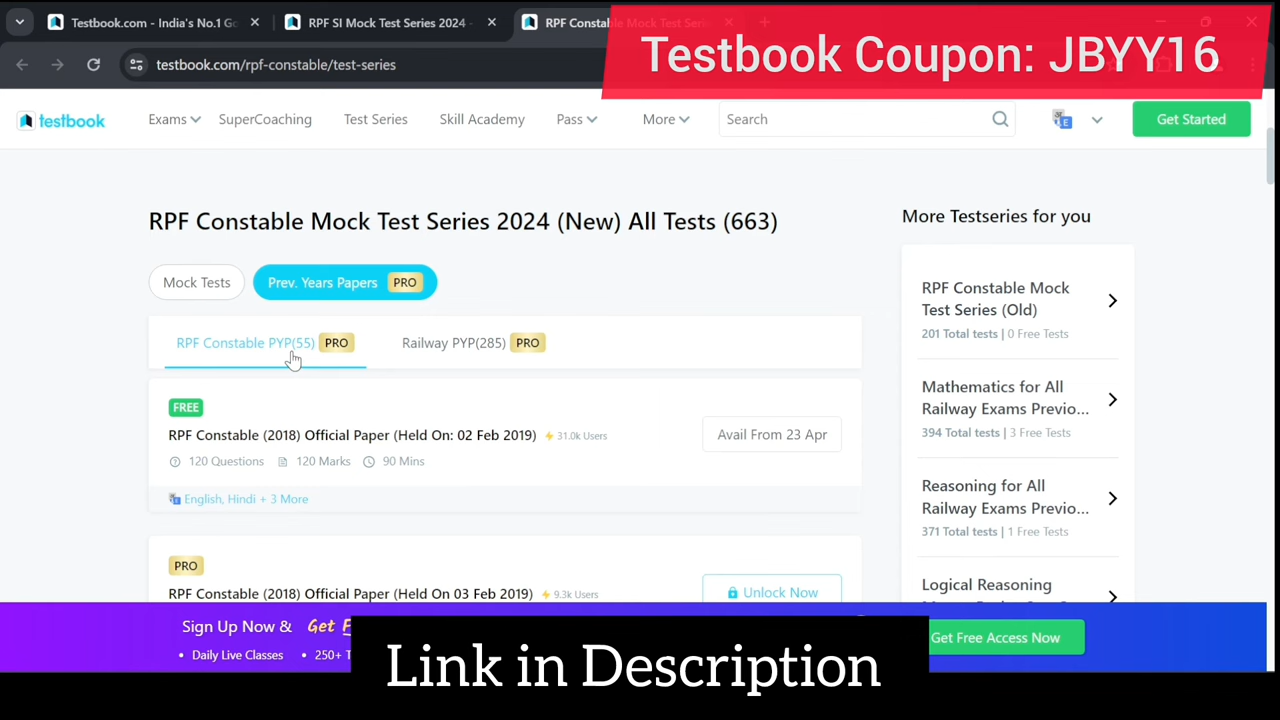 Testbook.com - India's No.1 Go
RPF SI Mock Test Series 2024 -
RPF Constable Mock Test Seri
Testbook Coupon: JBYY16
testbook.com/rpf-constable/test-series
testbook
Exams
SuperCoaching
Test Series
Skill Academy
Pass
More
Search
Get Started
RPF Constable Mock Test Series 2024 (New) All Tests (663)
Mock Tests
Prev. Years Papers PRO
RPF Constable PYP(55) PRO
Railway PYP(285) PRO
FREE
RPF Constable (2018) Official Paper (Held On: 02 Feb 2019) 31.0k Users
Avail From 23 Apr
120 Questions 120 Marks 90 Mins
English, Hindi + 3 More
PRO
RPF Constable (2018) Official Paper (Held On 03 Feb 2019) 9.3k Users
Unlock Now
More Testseries for you
RPF Constable Mock
Test Series (Old)
201 Total tests | 0 Free Tests
Mathematics for All
Railway Exams Previo...
394 Total tests | 3 Free Tests
Reasoning for All
Railway Exams Previo...
371 Total tests | 1 Free Tests
Logical Reasoning
Sign Up Now & Get F
• Daily Live Classes • 250+ T
Get Free Access Now
Link in Description